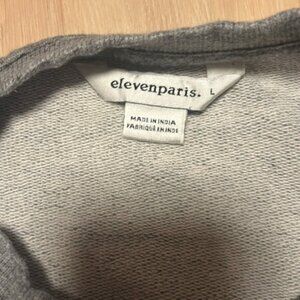 elevenparis.
L
MADE IN INDIA
FABRIQUÉ EN INDE